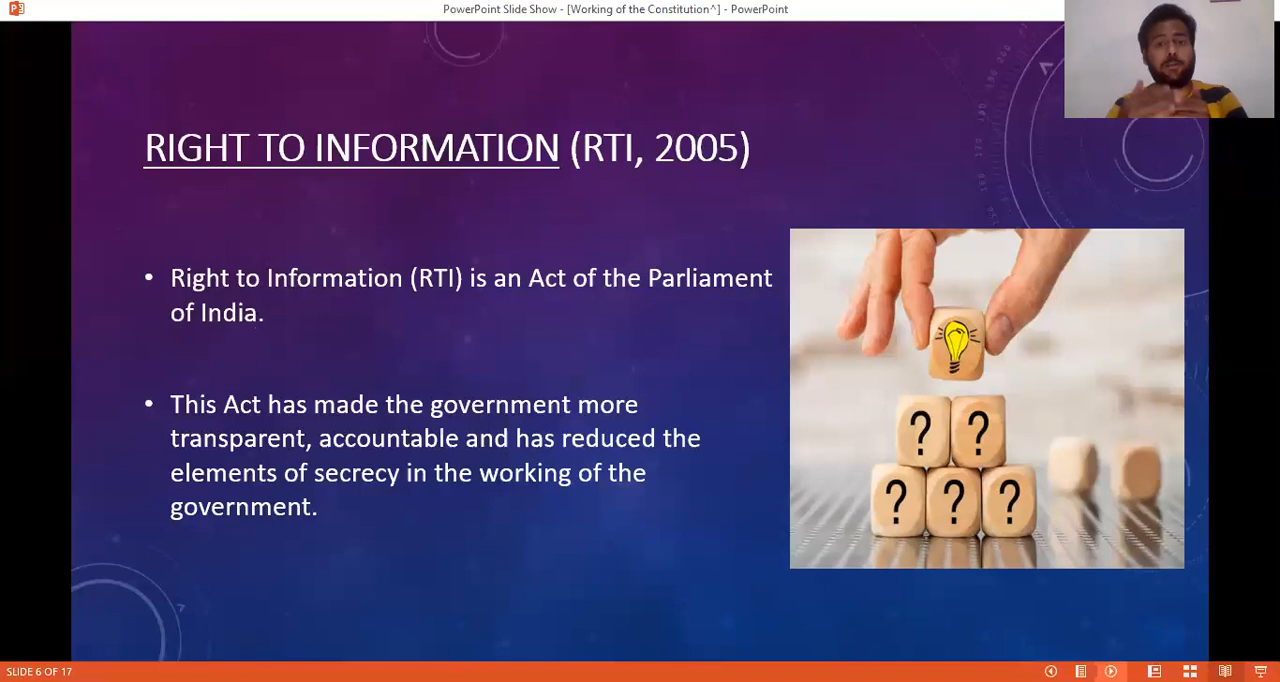 PowerPoint Slide Show - [Working of the Constitution^] - PowerPoint
RIGHT TO INFORMATION (RTI, 2005)
• Right to Information (RTI) is an Act of the Parliament
of India.
• This Act has made the government more
transparent, accountable and has reduced the
elements of secrecy in the working of the
government.
? ?
? ? ?
SLIDE 6 OF 17